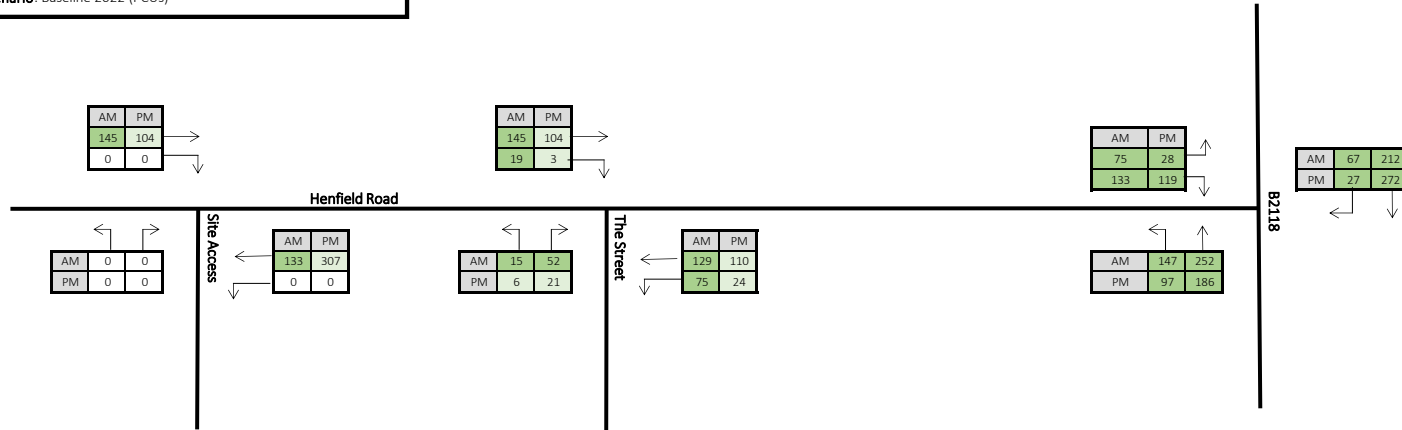 Baseline 2022 (PCUs)
AM PM
145 104
0 0
AM PM
145 104
19 3
AM PM
75 28
133 119
AM 67 212
PM 27 272
Henfield Road
B2118
Site Access
The Street
AM 0 0
PM 0 0
AM PM
133 307
0 0
AM 15 52
PM 6 21
AM PM
129 110
75 24
AM 147 252
PM 97 186